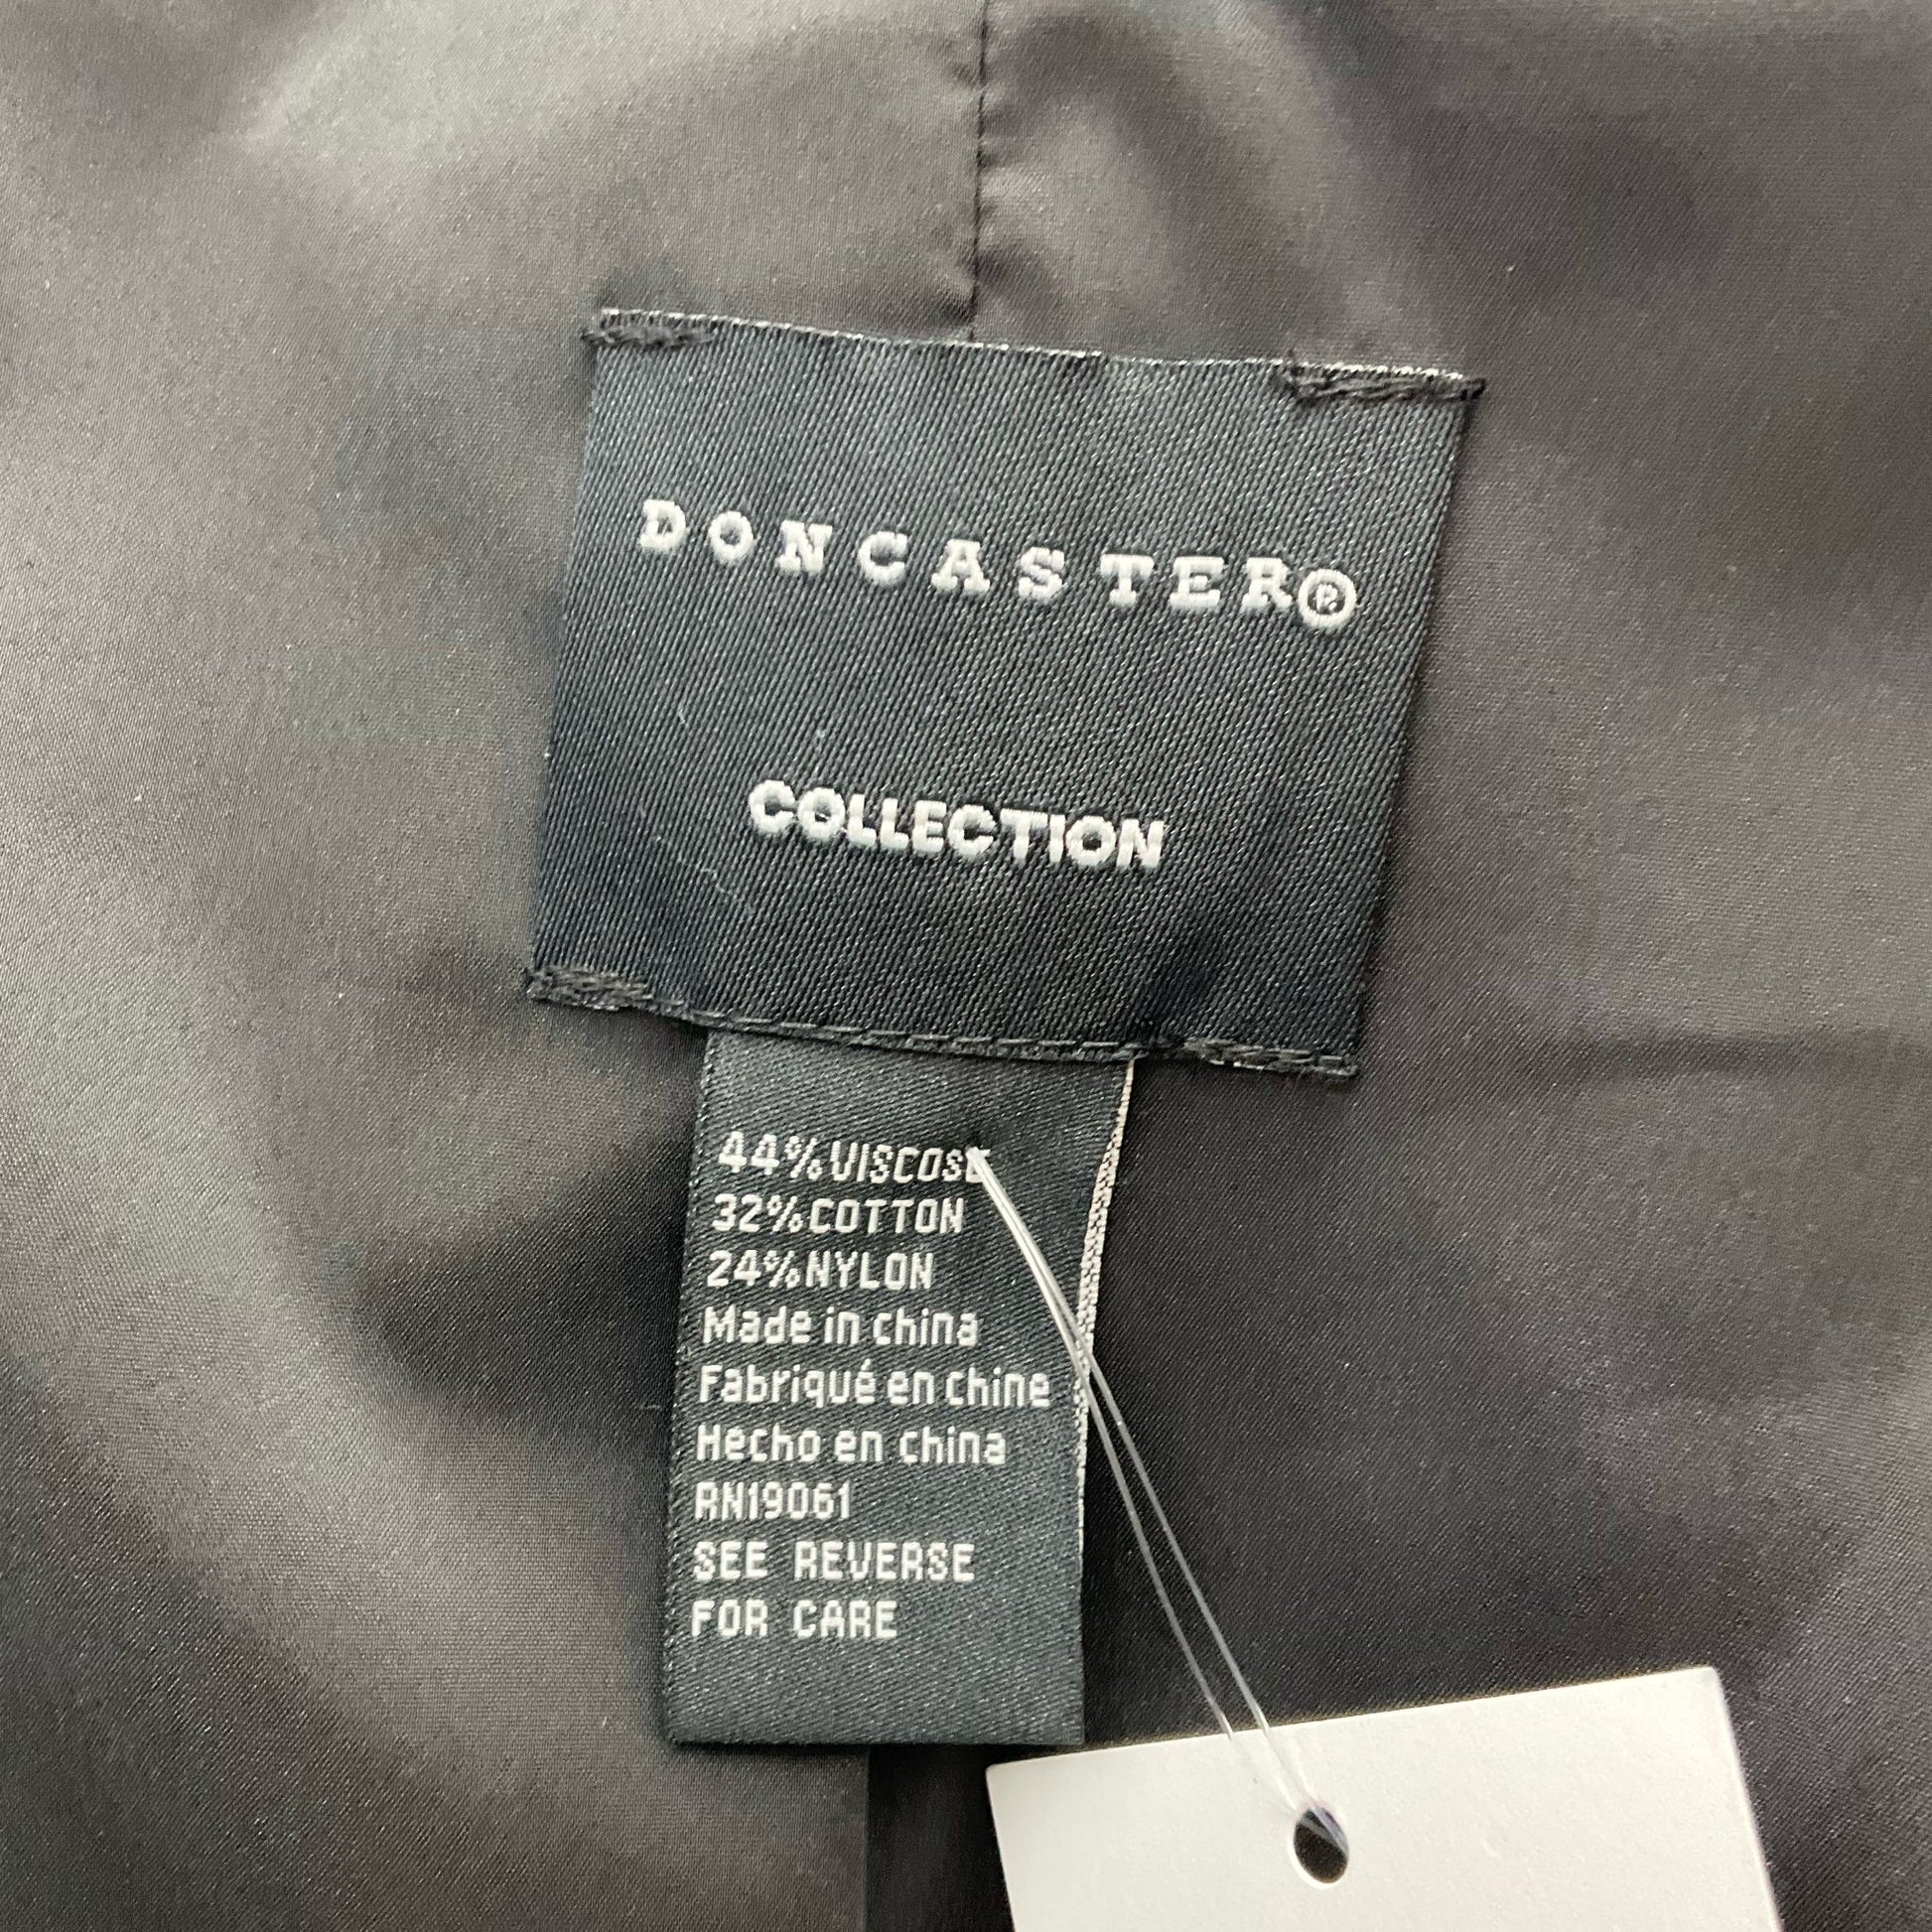 DONCASTER®
COLLECTION
44%VISCOSE
32%COTTON
24%NYLON
Made in china
Fabriqué en chine
Hecho en china
RN19061
SEE REVERSE
FOR CARE